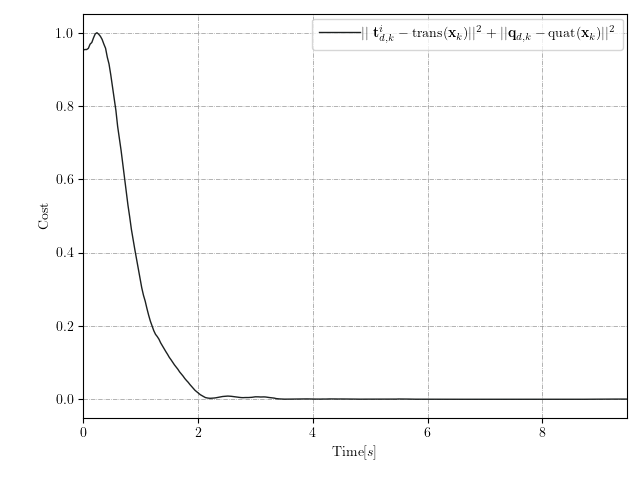 || t^i_{d,k} − trans(x_k)||^2 + ||q_{d,k} − quat(x_k)||^2
1.0
0.8
0.6
0.4
0.2
0.0
Cost
0 2 4 6 8
Time[s]